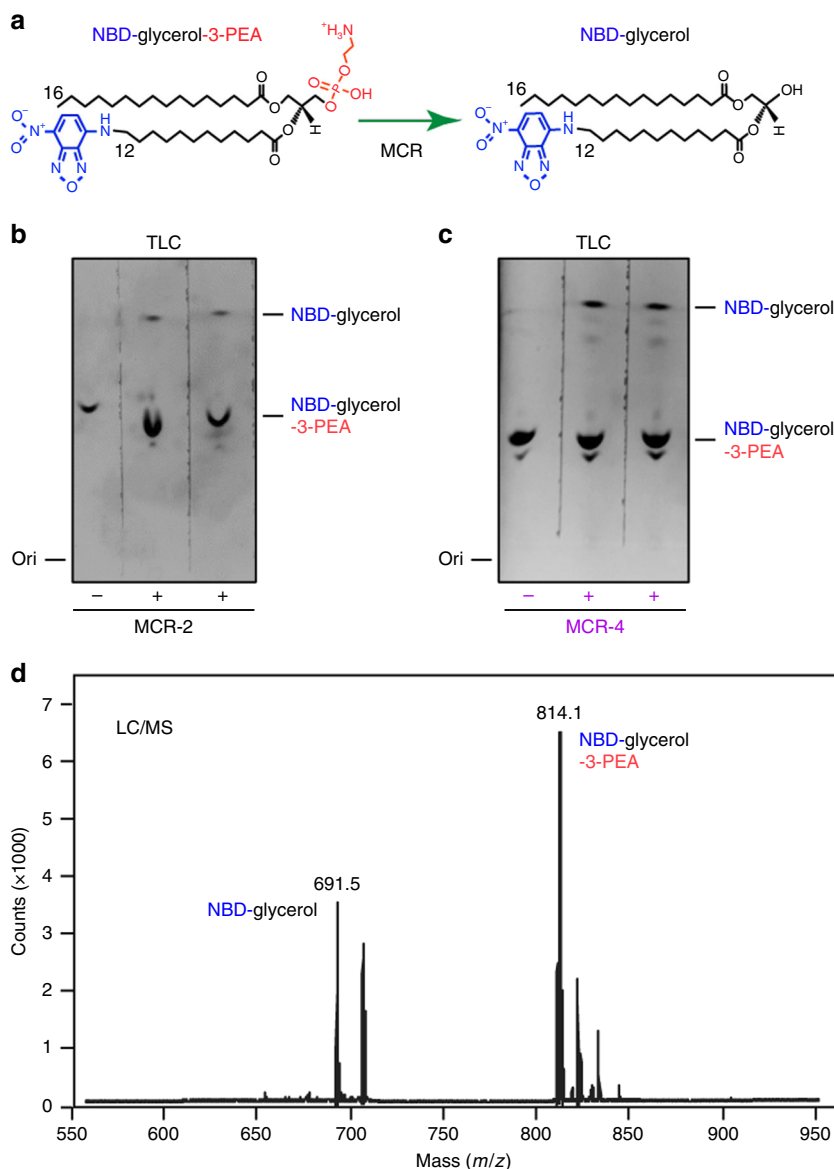 a
NBD-glycerol-3-PEA
NBD-glycerol
+H3N
O
O
O
P
OH
16
O
O
O
O⁻
N⁺
O
H
N
12
O
O
H
N
N
O
MCR
16
O
O
OH
O⁻
N⁺
O
H
N
12
O
O
H
N
N
O
b
TLC
NBD-glycerol
NBD-glycerol
-3-PEA
Ori
− + +
MCR-2
c
TLC
NBD-glycerol
NBD-glycerol
-3-PEA
Ori
− + +
MCR-4
d
LC/MS
814.1
NBD-glycerol
-3-PEA
691.5
NBD-glycerol
Counts (×1000)
7
6
5
4
3
2
1
0
550 600 650 700 750 800 850 900 950
Mass (m/z)